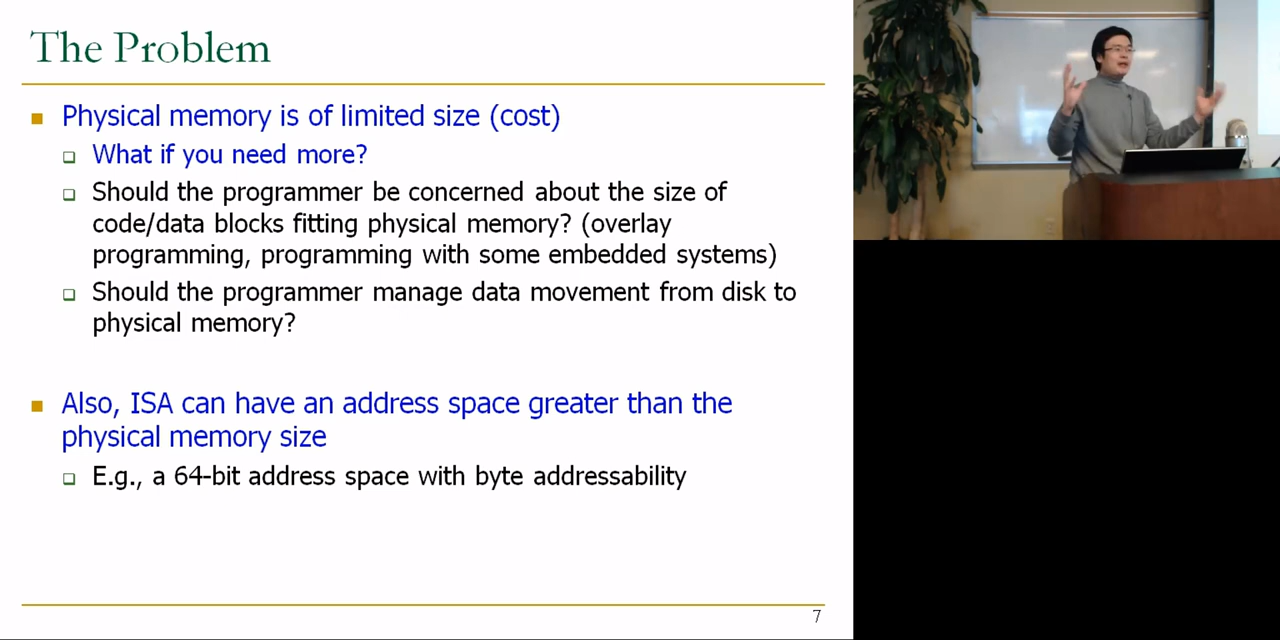 The Problem
Physical memory is of limited size (cost)
What if you need more?
Should the programmer be concerned about the size of
code/data blocks fitting physical memory? (overlay
programming, programming with some embedded systems)
Should the programmer manage data movement from disk to
physical memory?
Also, ISA can have an address space greater than the
physical memory size
E.g., a 64-bit address space with byte addressability
7